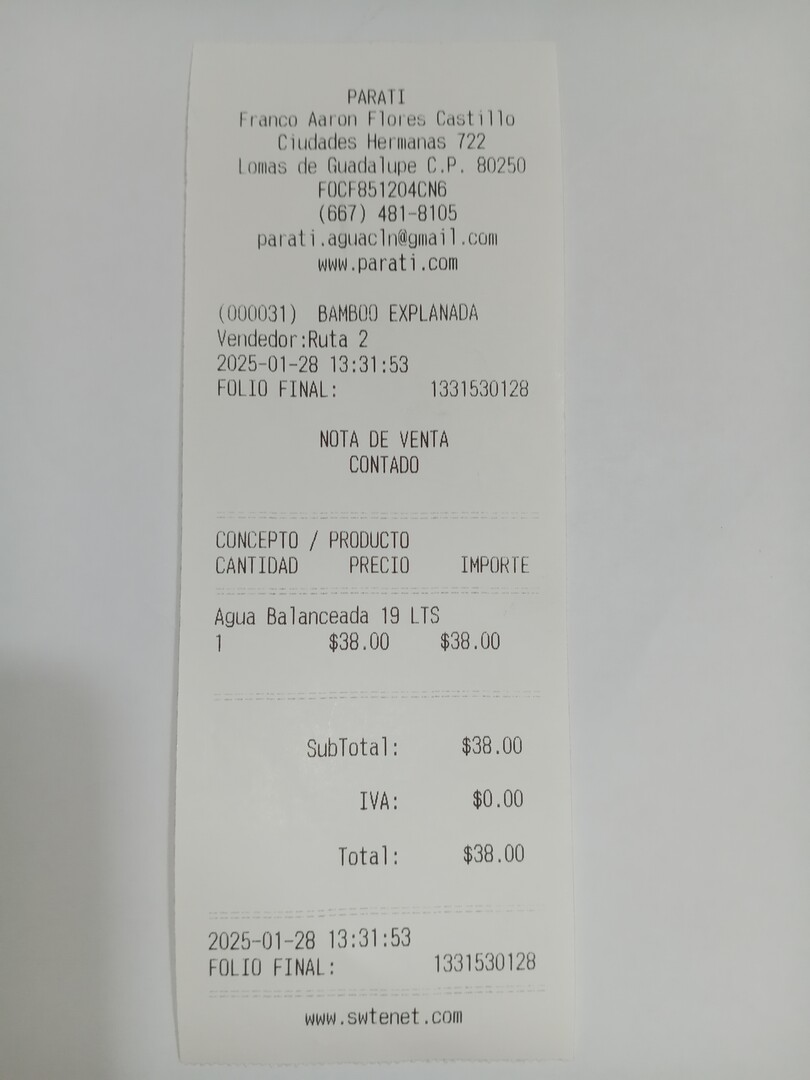 PARATI
Franco Aaron Flores Castillo
Ciudades Hermanas 722
Lomas de Guadalupe C.P. 80250
FOCF851204CN6
(667) 481-8105
parati.aguacln@gmail.com
www.parati.com
(000031) BAMBOO EXPLANADA
Vendedor:Ruta 2
2025-01-28 13:31:53
FOLIO FINAL: 1331530128
NOTA DE VENTA
CONTADO
CONCEPTO / PRODUCTO
CANTIDAD PRECIO IMPORTE
Agua Balanceada 19 LTS
1 $38.00 $38.00
SubTotal: $38.00
IVA: $0.00
Total: $38.00
2025-01-28 13:31:53
FOLIO FINAL: 1331530128
www.swtenet.com